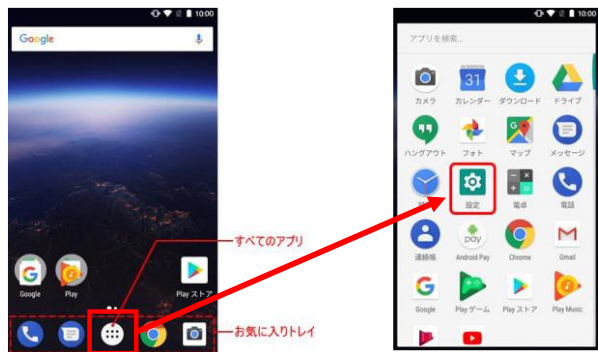 10:00
Google
Google
Play
Play ストア
すべてのアプリ
お気に入りトレイ
10:00
アプリを検索...
31
カメラ
カレンダー
ダウンロード
ドライブ
ハングアウト
フォト
マップ
メッセージ
設定
電卓
電話
pay
連絡帳
Android Pay
Chrome
Gmail
Google
Play ゲーム
Play ストア
Play Music